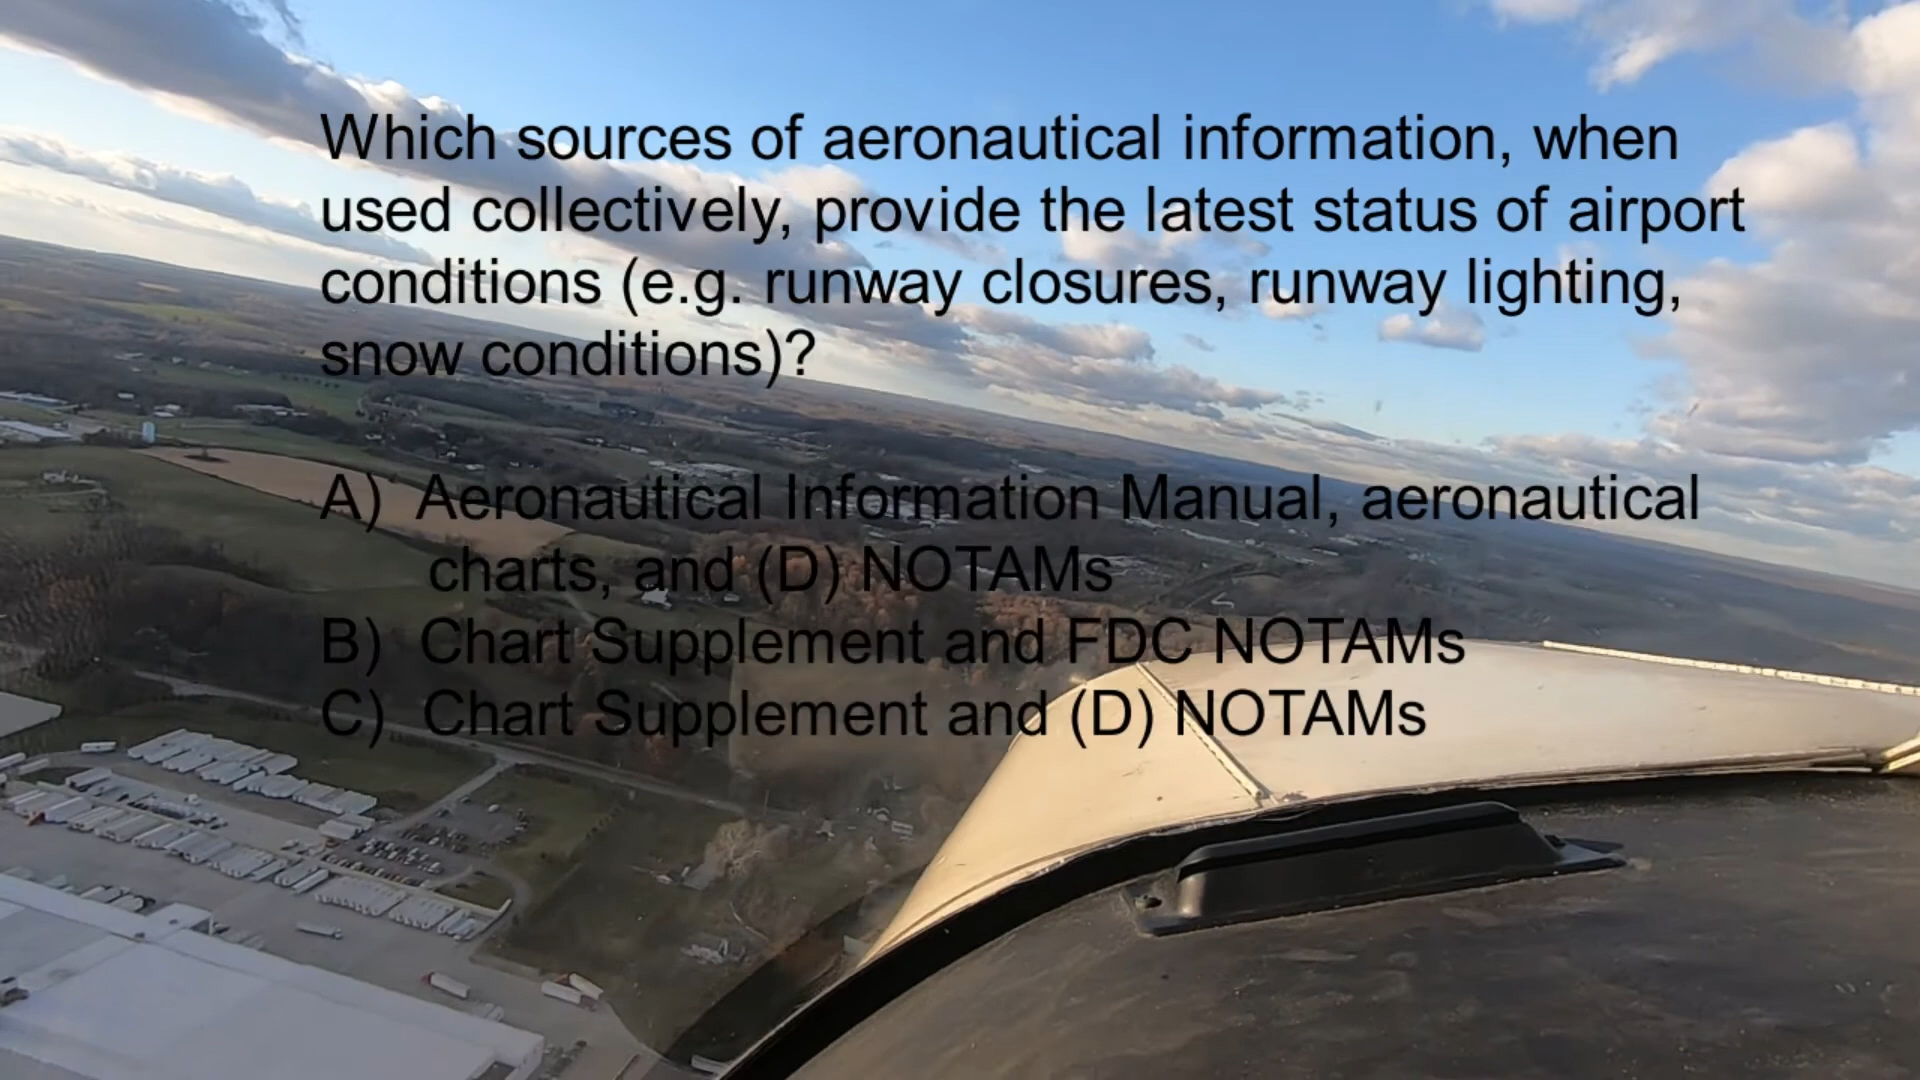 Which sources of aeronautical information, when
used collectively, provide the latest status of airport
conditions (e.g. runway closures, runway lighting,
snow conditions)?
A) Aeronautical Information Manual, aeronautical
charts, and (D) NOTAMs
B) Chart Supplement and FDC NOTAMs
C) Chart Supplement and (D) NOTAMs